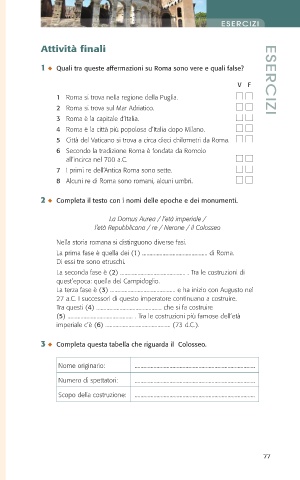 ESERCIZI
Attività finali
ESERCIZI
1 ◆ Quali tra queste affermazioni su Roma sono vere e quali false?
V F
1 Roma si trova nella regione della Puglia.
2 Roma si trova sul Mar Adriatico.
3 Roma è la capitale d'Italia.
4 Roma è la città più popolosa d'Italia dopo Milano.
5 Città del Vaticano si trova a circa dieci chilometri da Roma.
6 Secondo la tradizione Roma è fondata da Romolo
all'incirca nel 700 a.C.
7 I primi re dell'Antica Roma sono sette.
8 Alcuni re di Roma sono romani, alcuni umbri.
2 ◆ Completa il testo con i nomi delle epoche e dei monumenti.
La Domus Aurea / l'età imperiale /
l'età Repubblicana / re / Nerone / il Colosseo
Nella storia romana si distinguono diverse fasi.
La prima fase è quella dei (1) ........................................ di Roma.
Di essi tre sono etruschi.
La seconda fase è (2) ........................................ . Tra le costruzioni di
quest'epoca: quella del Campidoglio.
La terza fase è (3) ........................................ e ha inizio con Augusto nel
27 a.C. I successori di questo imperatore continuano a costruire.
Tra questi (4) ........................................ che si fa costruire
(5) ........................................ . Tra le costruzioni più famose dell'età
imperiale c'è (6) ........................................ (73 d.C.).
3 ◆ Completa questa tabella che riguarda il Colosseo.
Nome originario: ........................................
Numero di spettatori: ........................................
Scopo della costruzione: ........................................
77